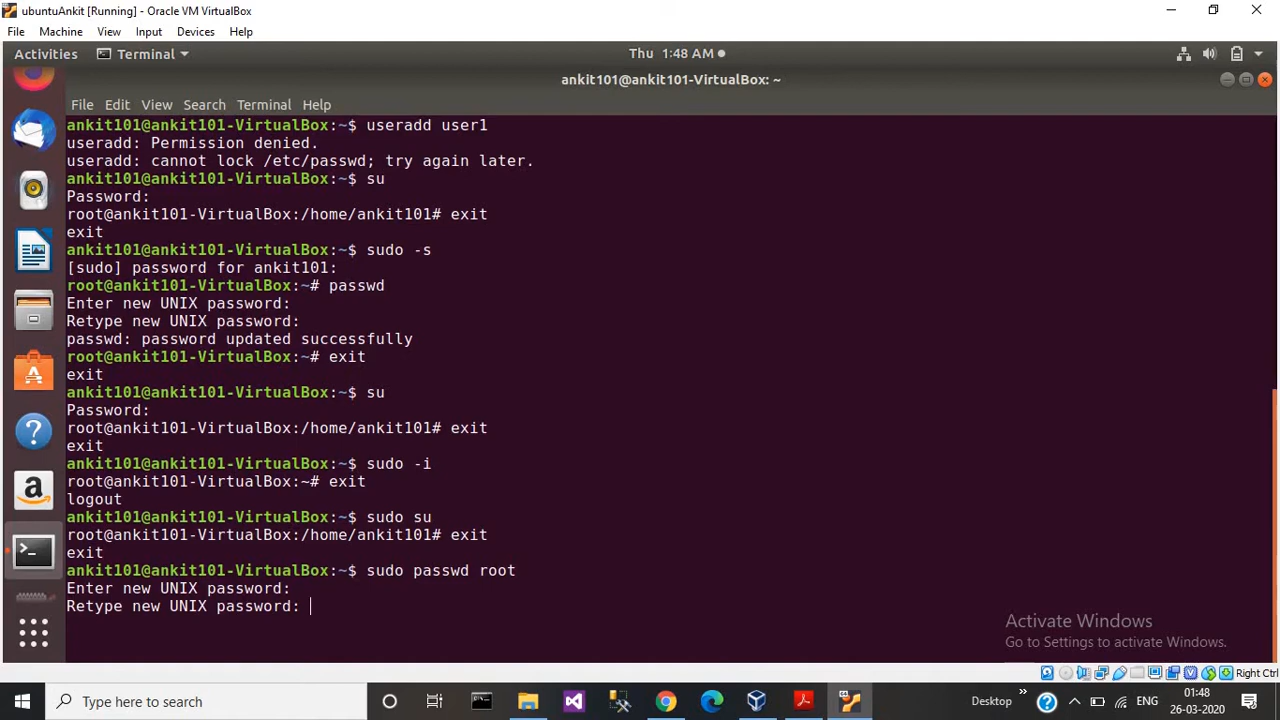 ubuntuAnkit [Running] - Oracle VM VirtualBox
File Machine View Input Devices Help
Activities Terminal Thu 1:48 AM
ankit101@ankit101-VirtualBox: ~
File Edit View Search Terminal Help
ankit101@ankit101-VirtualBox:~$ useradd user1
useradd: Permission denied.
useradd: cannot lock /etc/passwd; try again later.
ankit101@ankit101-VirtualBox:~$ su
Password:
root@ankit101-VirtualBox:/home/ankit101# exit
exit
ankit101@ankit101-VirtualBox:~$ sudo -s
[sudo] password for ankit101:
root@ankit101-VirtualBox:~# passwd
Enter new UNIX password:
Retype new UNIX password:
passwd: password updated successfully
root@ankit101-VirtualBox:~# exit
exit
ankit101@ankit101-VirtualBox:~$ su
Password:
root@ankit101-VirtualBox:/home/ankit101# exit
exit
ankit101@ankit101-VirtualBox:~$ sudo -i
root@ankit101-VirtualBox:~# exit
logout
ankit101@ankit101-VirtualBox:~$ sudo su
root@ankit101-VirtualBox:/home/ankit101# exit
exit
ankit101@ankit101-VirtualBox:~$ sudo passwd root
Enter new UNIX password:
Retype new UNIX password:
Activate Windows
Go to Settings to activate Windows.
Right Ctrl
Type here to search
Desktop
ENG
01:48
26-03-2020